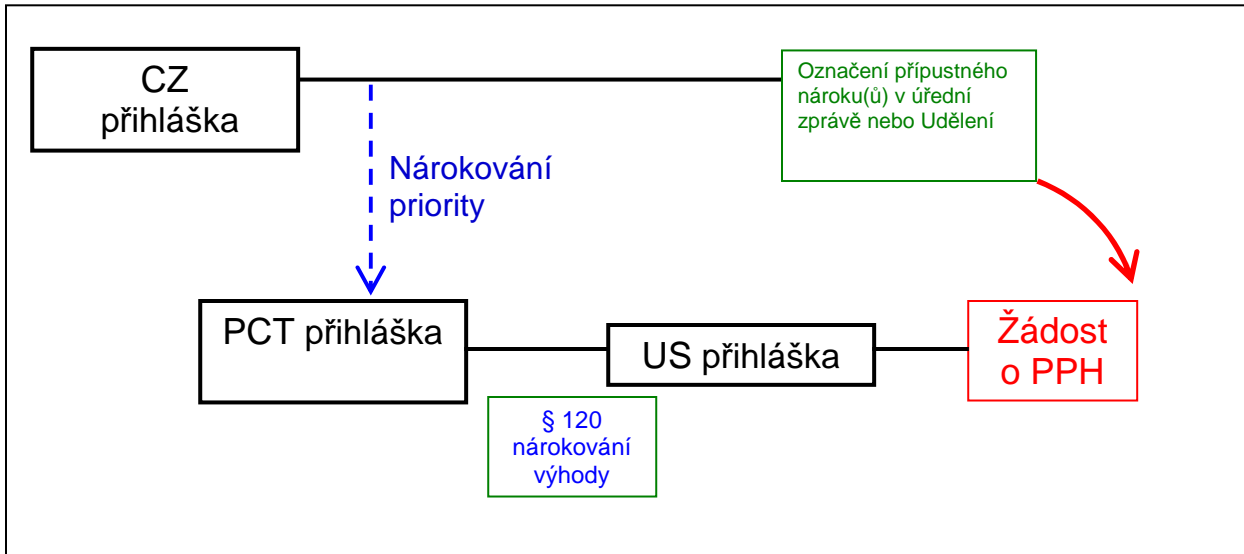 CZ
přihláška
Označení přípustného
nároku(ů) v úřední
zprávě nebo Udělení
Nárokování
priority
PCT přihláška
US přihláška
Žádost
o PPH
§ 120
nárokování
výhody